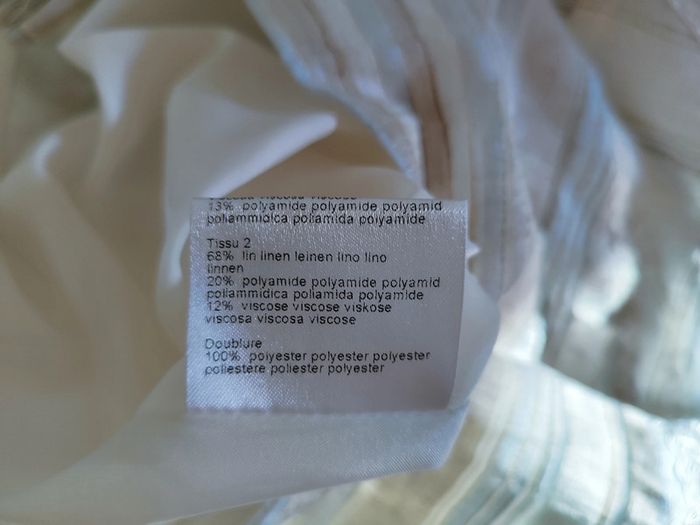 viscosa viscose
13% polyamide polyamide polyamid
poliammidica poliamida polyamide
Tissu 2
68% lin linen leinen lino lino
linnen
20% polyamide polyamide polyamid
poliammidica poliamida polyamide
12% viscose viscose viskose
viscosa viscosa viscose
Doublure
100% polyester polyester polyester
poliestere poliester polyester